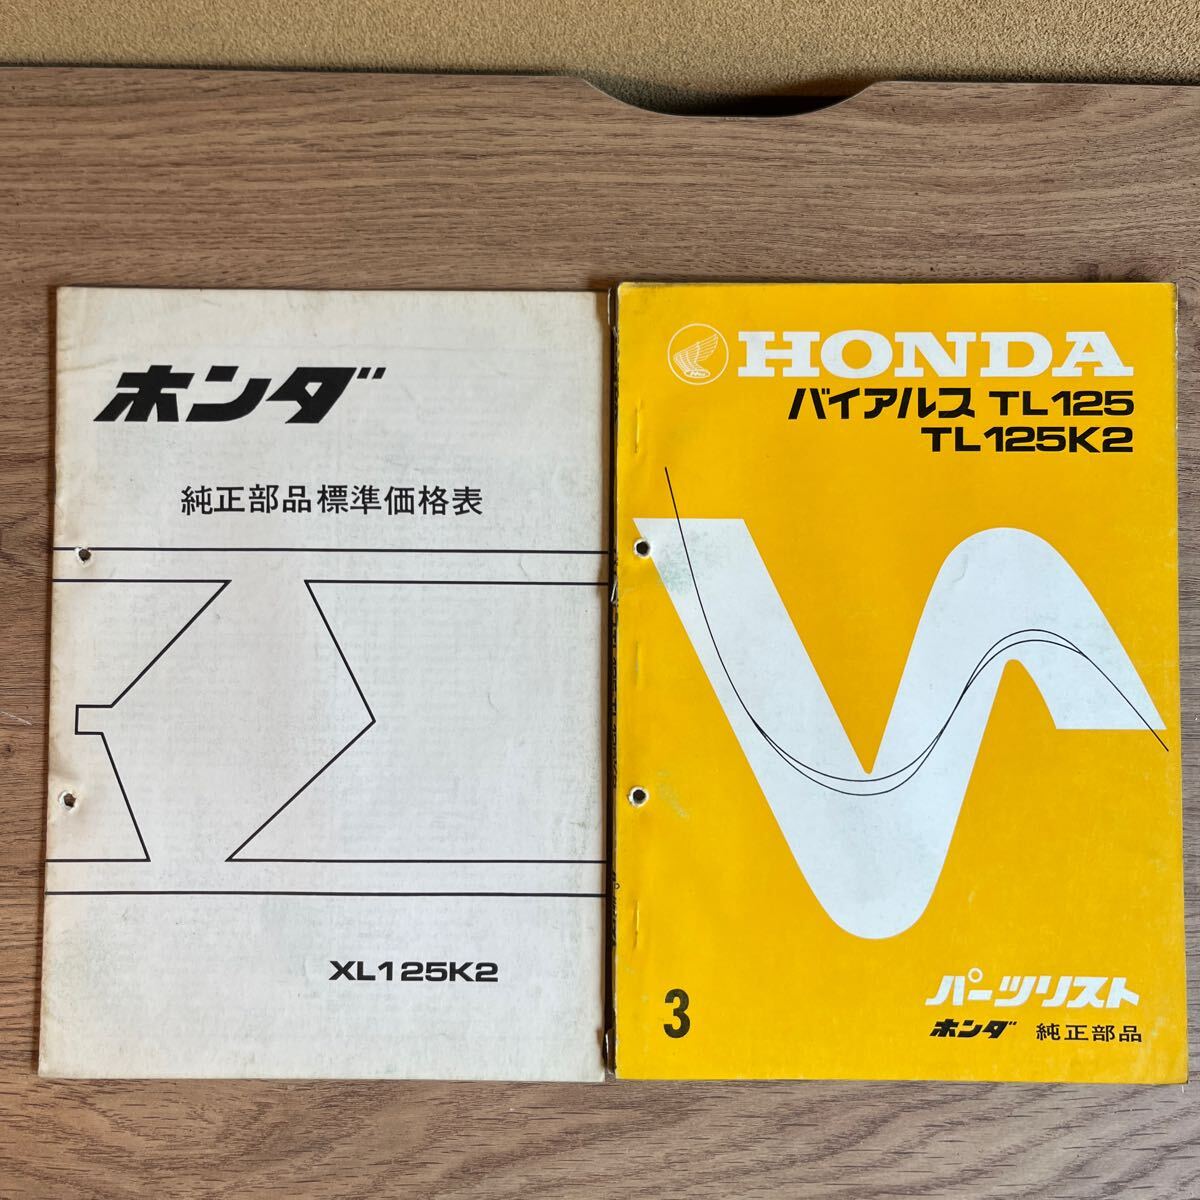 ホンダ
純正部品標準価格表
XL125K2
HONDA
バイアルス TL125
TL125K2
3
パーツリスト
ホンダ 純正部品